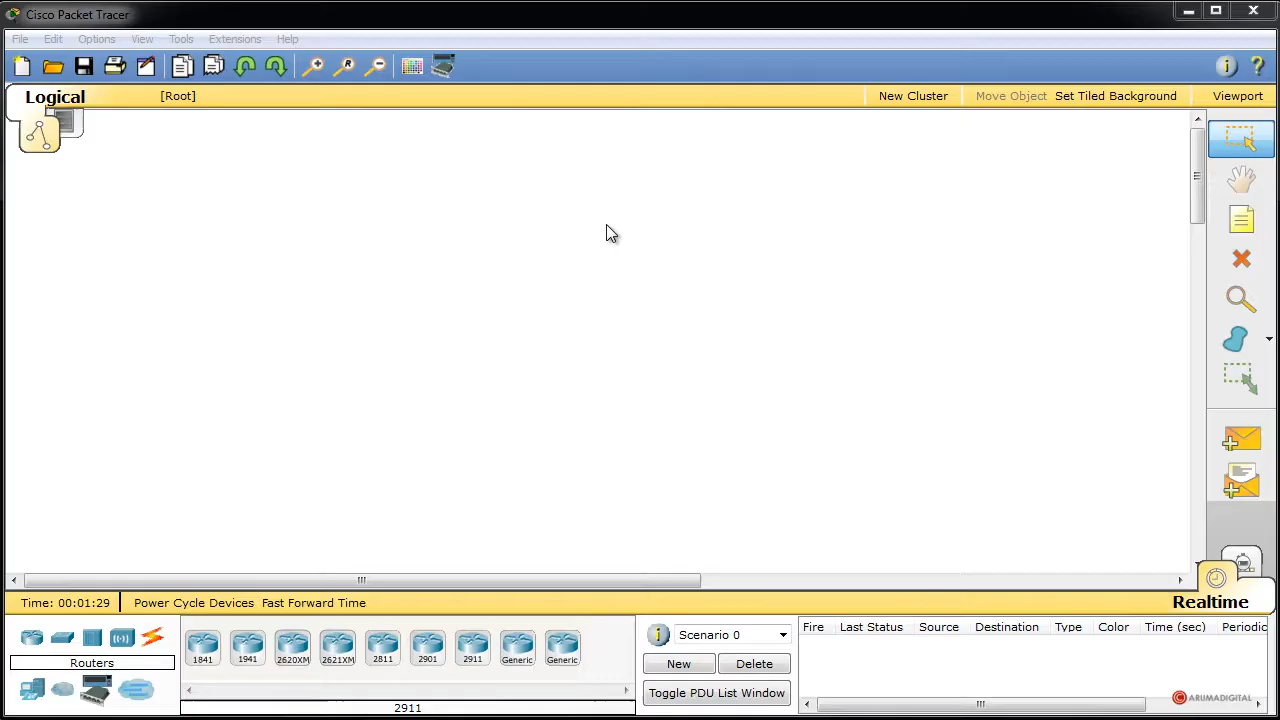 Cisco Packet Tracer
File Edit Options View Tools Extensions Help
Logical [Root] New Cluster Move Object Set Tiled Background Viewport
Time: 00:01:29 Power Cycle Devices Fast Forward Time
Realtime
Routers
1841 1941 2620XM 2621XM 2811 2901 2911 Generic Generic
2911
Scenario 0
New Delete
Toggle PDU List Window
Fire Last Status Source Destination Type Color Time (sec) Periodic
ARUMADIGITAL